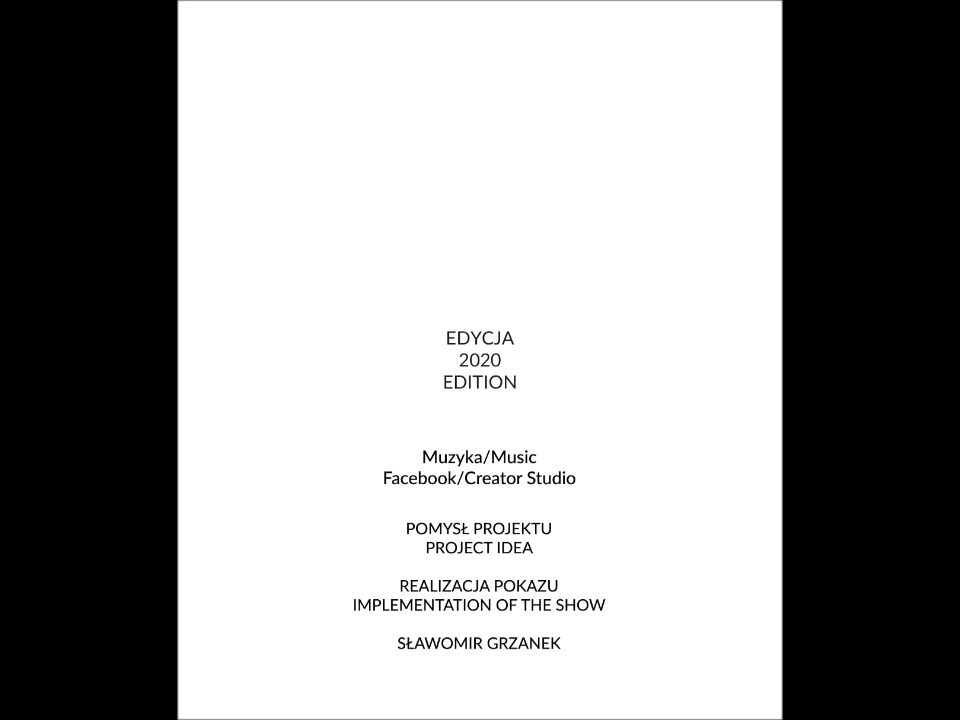 EDYCJA
2020
EDITION
Muzyka/Music
Facebook/Creator Studio
POMYSŁ PROJEKTU
PROJECT IDEA
REALIZACJA POKAZU
IMPLEMENTATION OF THE SHOW
SŁAWOMIR GRZANEK